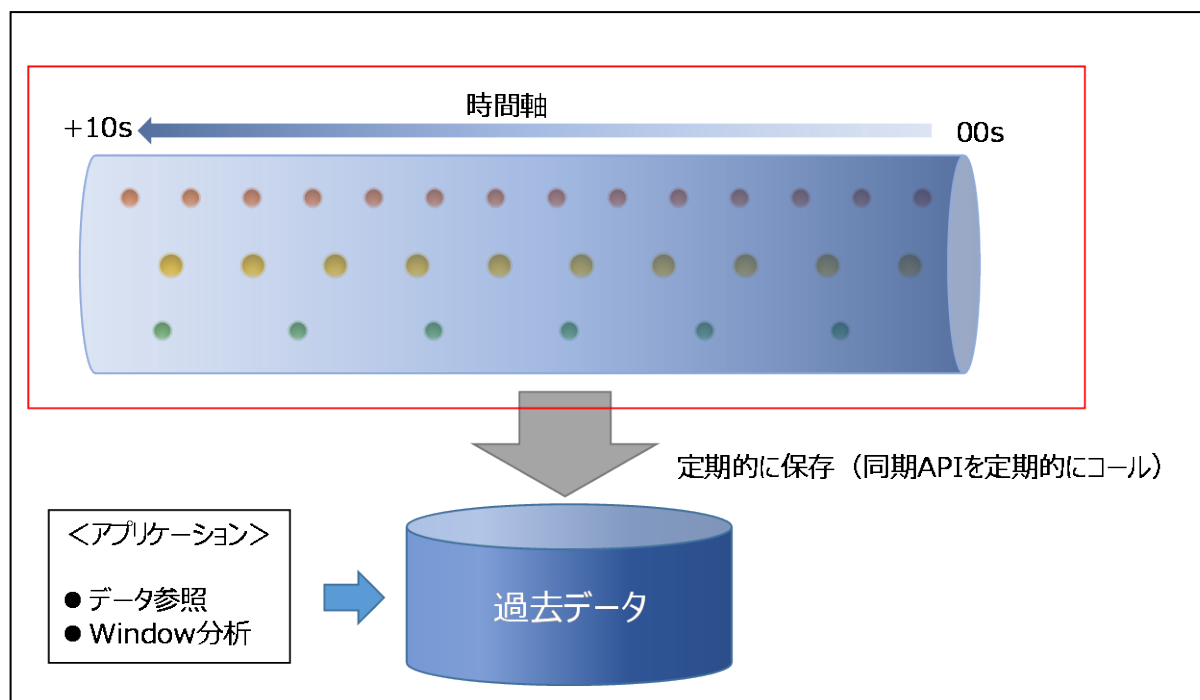 時間軸
+10s
00s
定期的に保存（同期APIを定期的にコール）
＜アプリケーション＞
● データ参照
● Window分析
過去データ